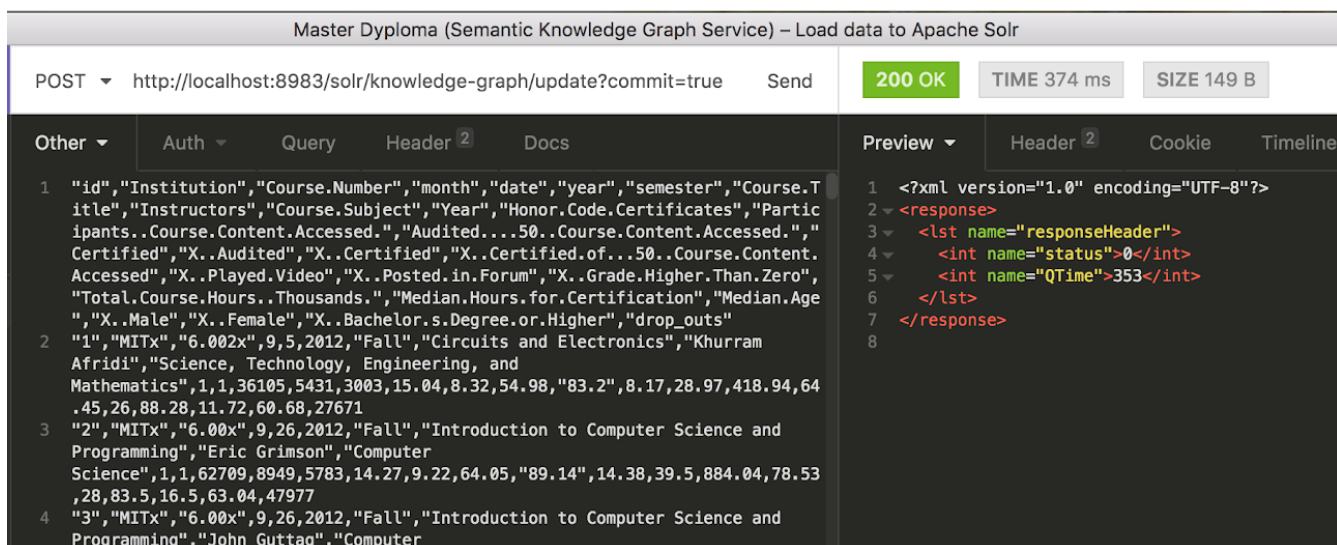 Master Dyploma (Semantic Knowledge Graph Service) – Load data to Apache Solr
POST http://localhost:8983/solr/knowledge-graph/update?commit=true Send
200 OK TIME 374 ms SIZE 149 B
Other Auth Query Header 2 Docs
Preview Header 2 Cookie Timeline
1 "id","Institution","Course.Number","month","date","year","semester","Course.T
itle","Instructors","Course.Subject","Year","Honor.Code.Certificates","Partic
ipants..Course.Content.Accessed.","Audited....50..Course.Content.Accessed.","
Certified","X..Audited","X..Certified","X..Certified.of...50..Course.Content.
Accessed","X..Played.Video","X..Posted.in.Forum","X..Grade.Higher.Than.Zero",
"Total.Course.Hours..Thousands.","Median.Hours.for.Certification","Median.Age
","X..Male","X..Female","X..Bachelor.s.Degree.or.Higher","drop_outs"
2 "1","MITx","6.002x",9,5,2012,"Fall","Circuits and Electronics","Khurram
Afridi","Science, Technology, Engineering, and
Mathematics",1,1,36105,5431,3003,15.04,8.32,54.98,"83.2",8.17,28.97,418.94,64
.45,26,88.28,11.72,60.68,27671
3 "2","MITx","6.00x",9,26,2012,"Fall","Introduction to Computer Science and
Programming","Eric Grimson","Computer
Science",1,1,62709,8949,5783,14.27,9.22,64.05,"89.14",14.38,39.5,884.04,78.53
,28,83.5,16.5,63.04,47977
4 "3","MITx","6.00x",9,26,2012,"Fall","Introduction to Computer Science and
Programming","John Guttag","Computer
1 <?xml version="1.0" encoding="UTF-8"?>
2 <response>
3 <lst name="responseHeader">
4 <int name="status">0</int>
5 <int name="QTime">353</int>
6 </lst>
7 </response>
8